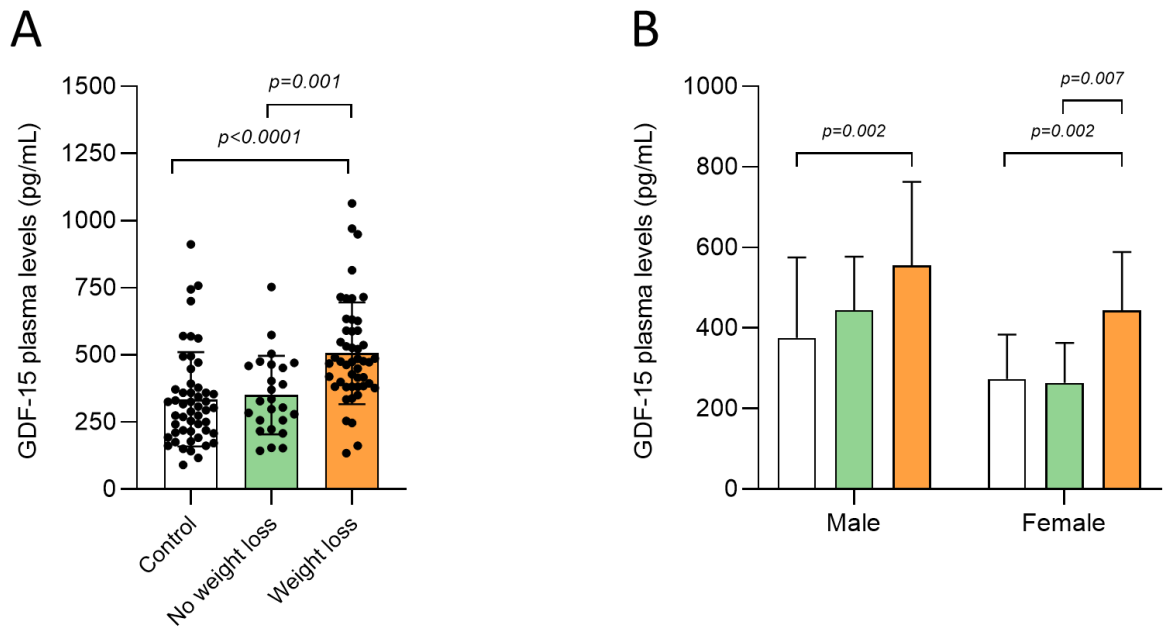 A
GDF-15 plasma levels (pg/mL)
1500
1250
1000
750
500
250
0
p=0.001
p<0.0001
Control
No weight loss
Weight loss
B
GDF-15 plasma levels (pg/mL)
1000
800
600
400
200
0
p=0.002
p=0.007
p=0.002
Male
Female